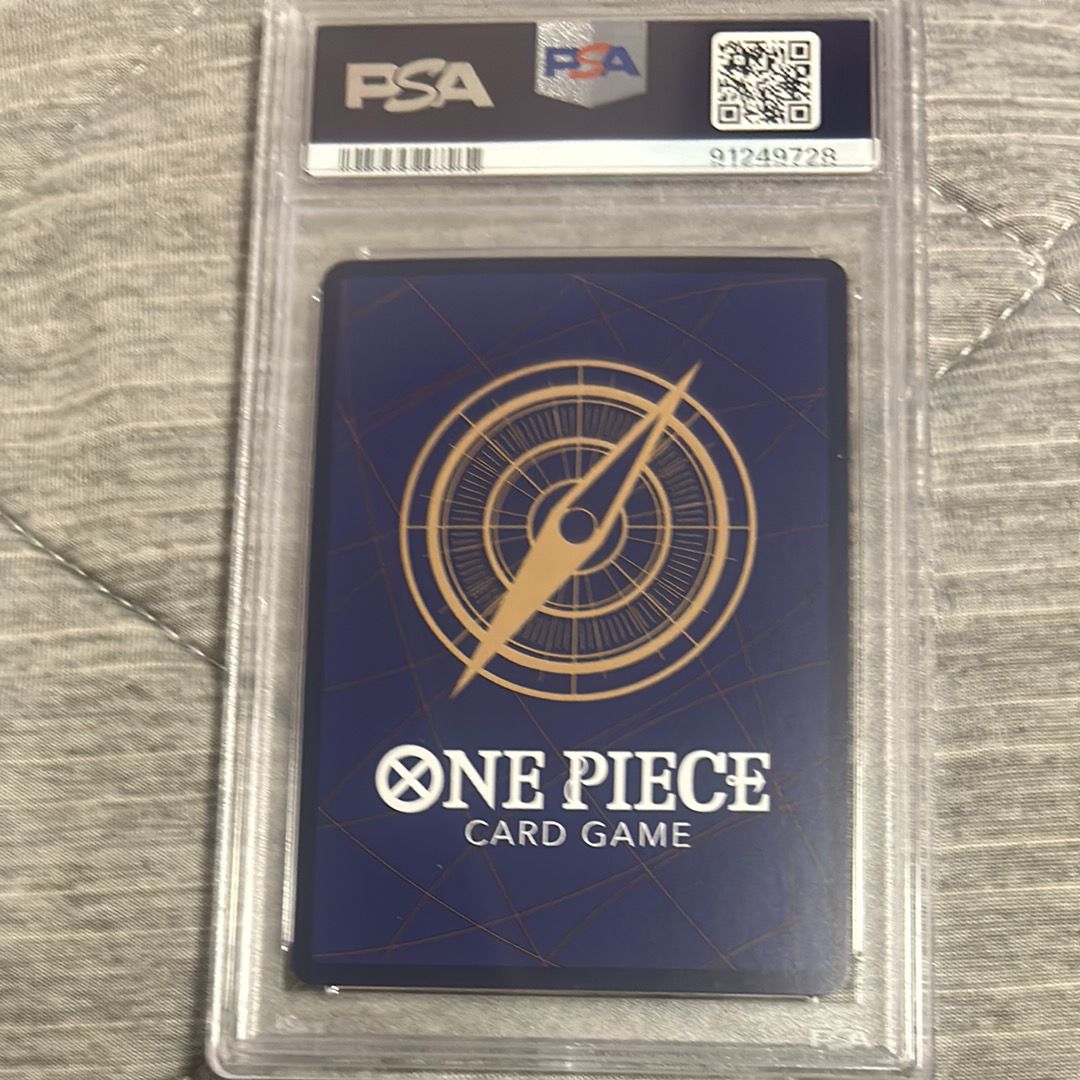 PSA
PSA
91249728
ONE PIECE
CARD GAME